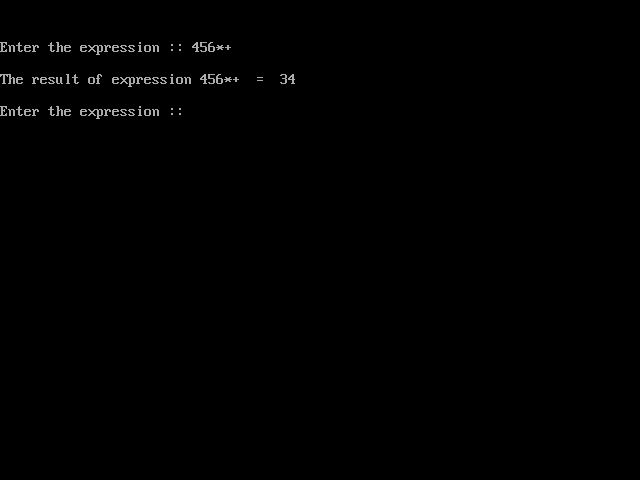 Enter the expression :: 456*+
The result of expression 456*+  =  34
Enter the expression ::